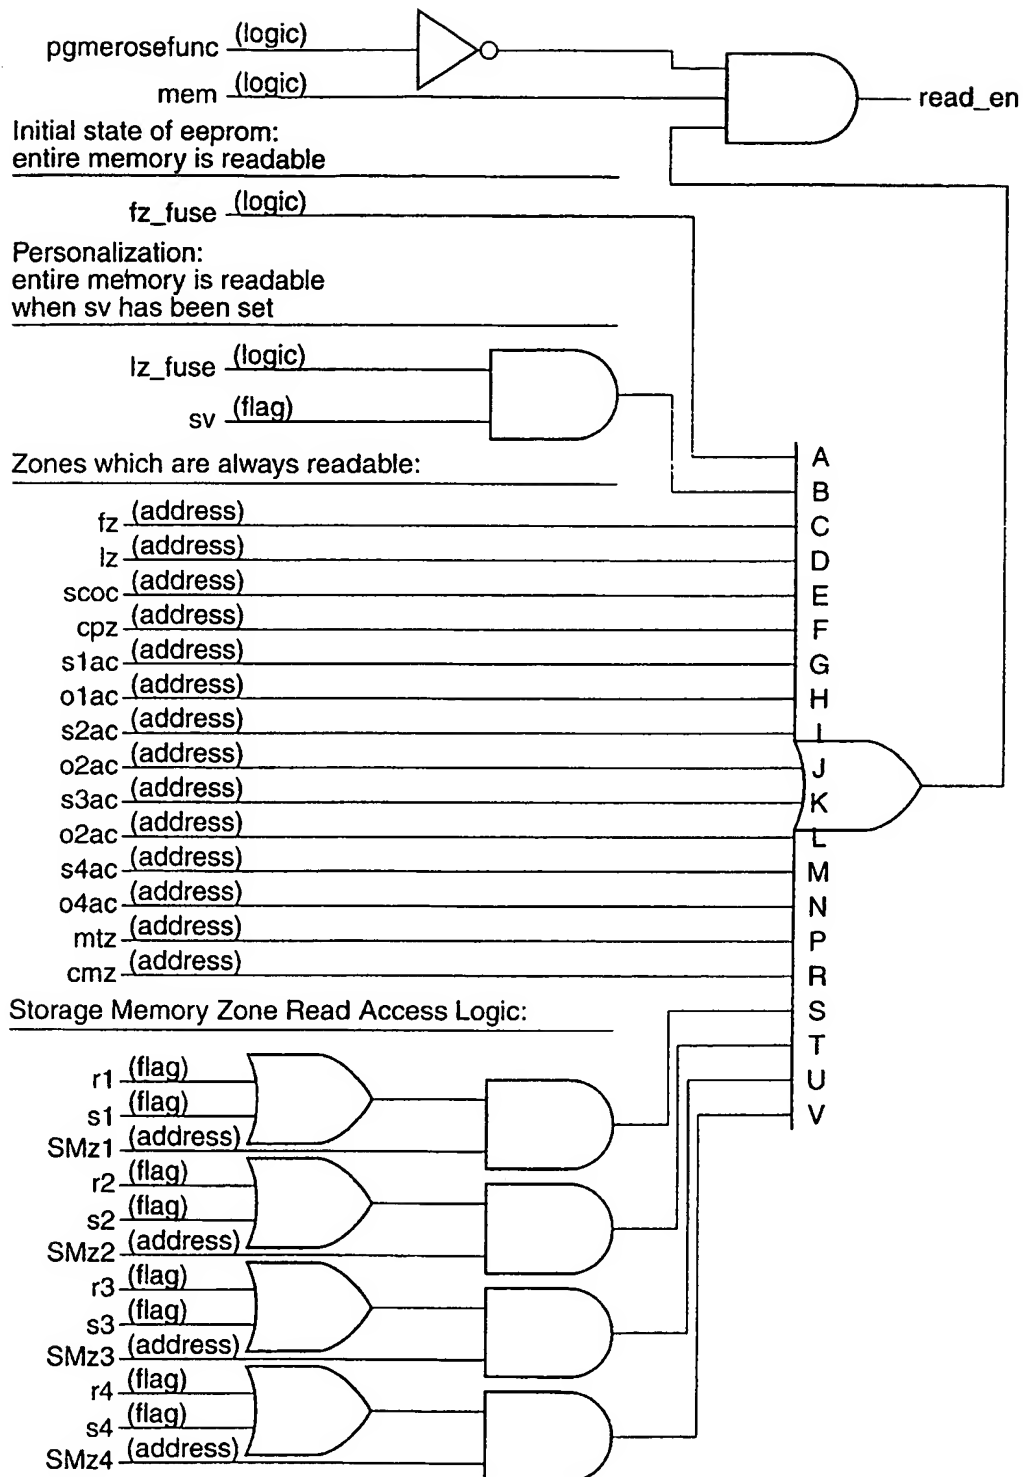 pgmerosefunc (logic)
mem (logic)
read_en
Initial state of eeprom:
entire memory is readable
fz_fuse (logic)
Personalization:
entire memory is readable
when sv has been set
lz_fuse (logic)
sv (flag)
Zones which are always readable:
A
B
fz (address) C
lz (address) D
scoc (address) E
cpz (address) F
s1ac (address) G
o1ac (address) H
s2ac (address) I
o2ac (address) J
s3ac (address) K
o2ac (address) L
s4ac (address) M
o4ac (address) N
mtz (address) P
cmz (address) R
Storage Memory Zone Read Access Logic:
S
T
U
V
r1 (flag)
s1 (flag)
SMz1 (address)
r2 (flag)
s2 (flag)
SMz2 (address)
r3 (flag)
s3 (flag)
SMz3 (address)
r4 (flag)
s4 (flag)
SMz4 (address)